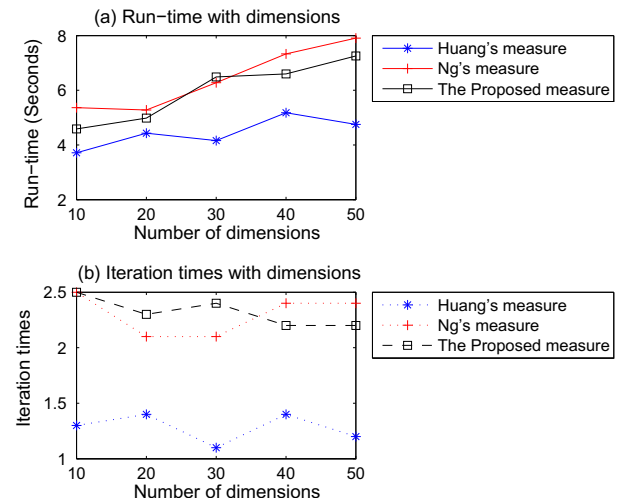 (a) Run−time with dimensions
8
6
4
2
Run−time (Seconds)
10 20 30 40 50
Number of dimensions
Huang's measure
Ng's measure
The Proposed measure
(b) Iteration times with dimensions
2.5
2
1.5
1
Iteration times
10 20 30 40 50
Number of dimensions
Huang's measure
Ng's measure
The Proposed measure